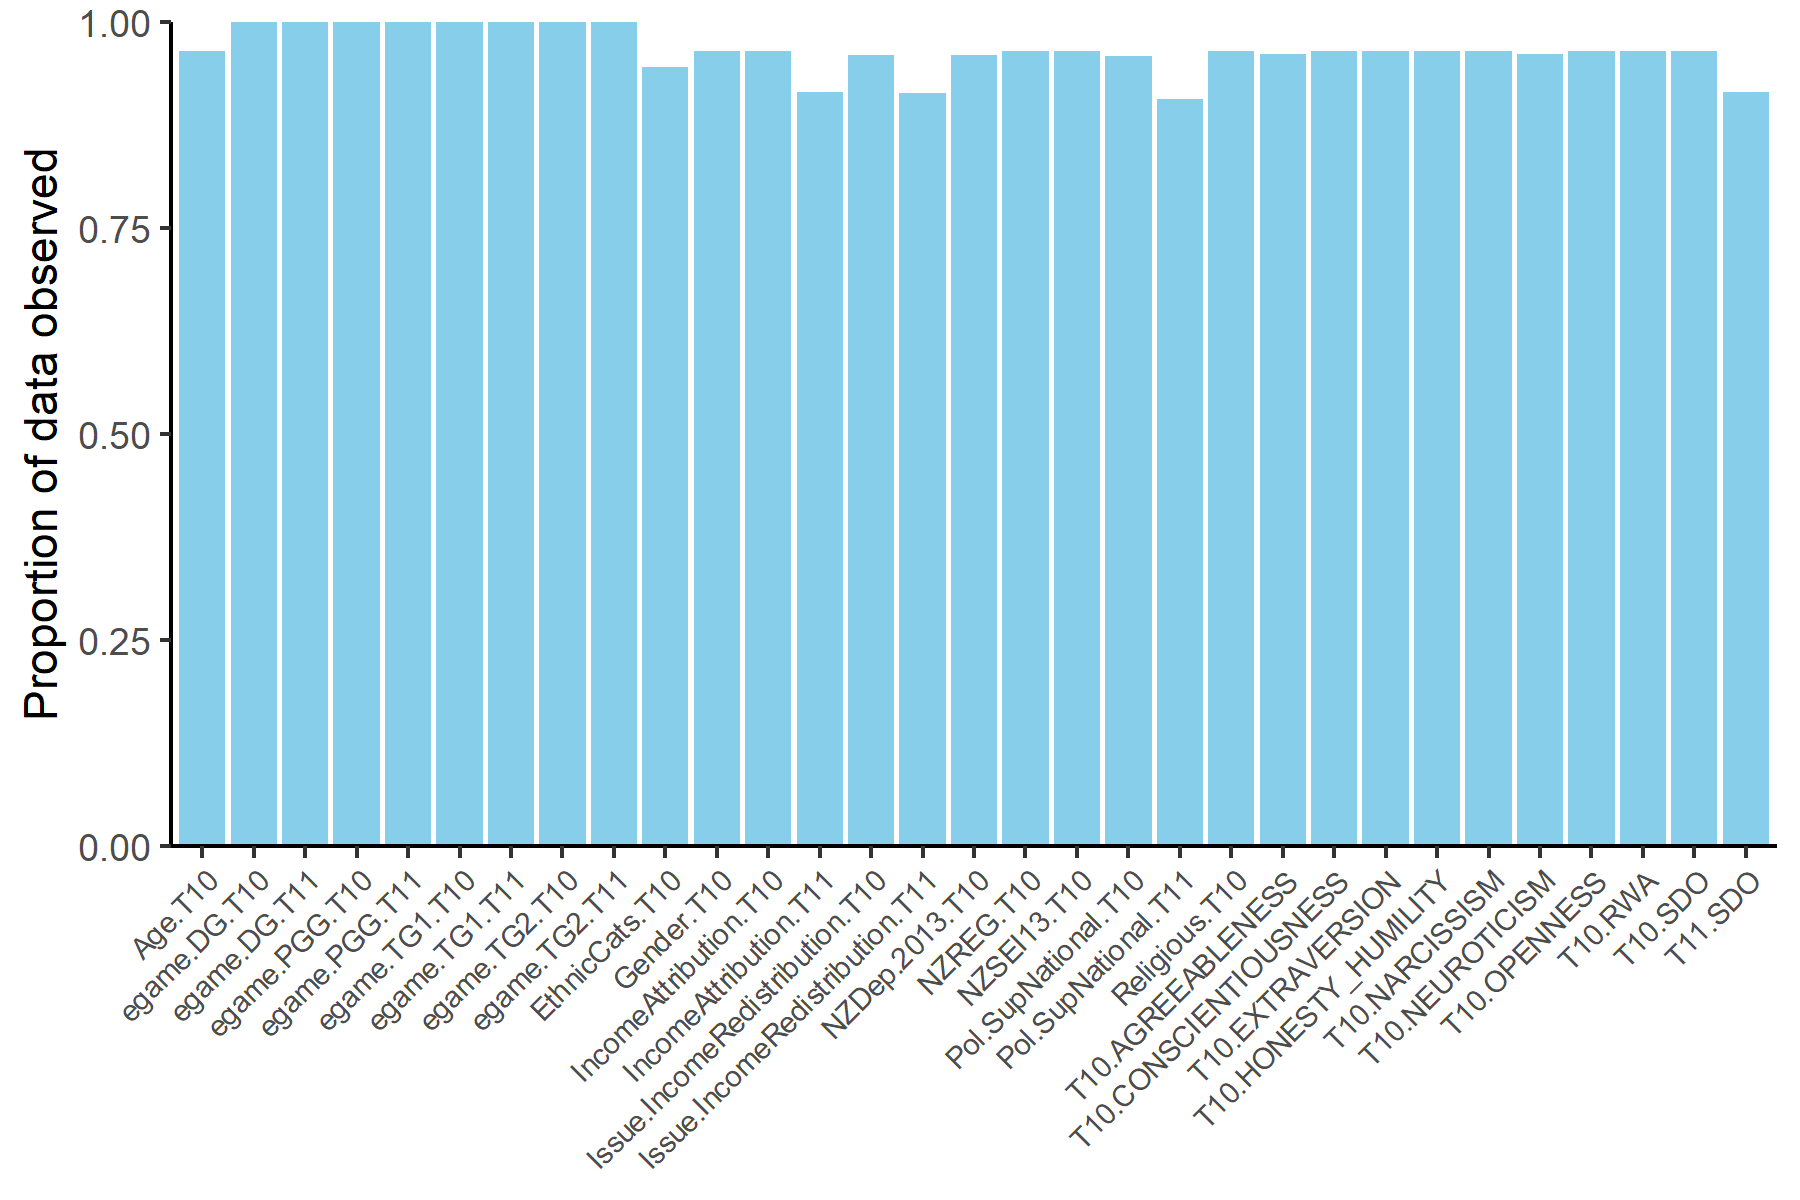 Proportion of data observed
1.00
0.75
0.50
0.25
0.00
Age.T10
egame.DG.T10
egame.DG.T11
egame.PGG.T10
egame.PGG.T11
egame.TG1.T10
egame.TG1.T11
egame.TG2.T10
egame.TG2.T11
EthnicCats.T10
Gender.T10
IncomeAttribution.T10
IncomeAttribution.T11
Issue.IncomeRedistribution.T10
Issue.IncomeRedistribution.T11
NZDep.2013.T10
NZREG.T10
NZSEI13.T10
Pol.SupNational.T10
Pol.SupNational.T11
Religious.T10
T10.AGREEABLENESS
T10.CONSCIENTIOUSNESS
T10.EXTRAVERSION
T10.HONESTY_HUMILITY
T10.NARCISSISM
T10.NEUROTICISM
T10.OPENNESS
T10.RWA
T10.SDO
T11.SDO